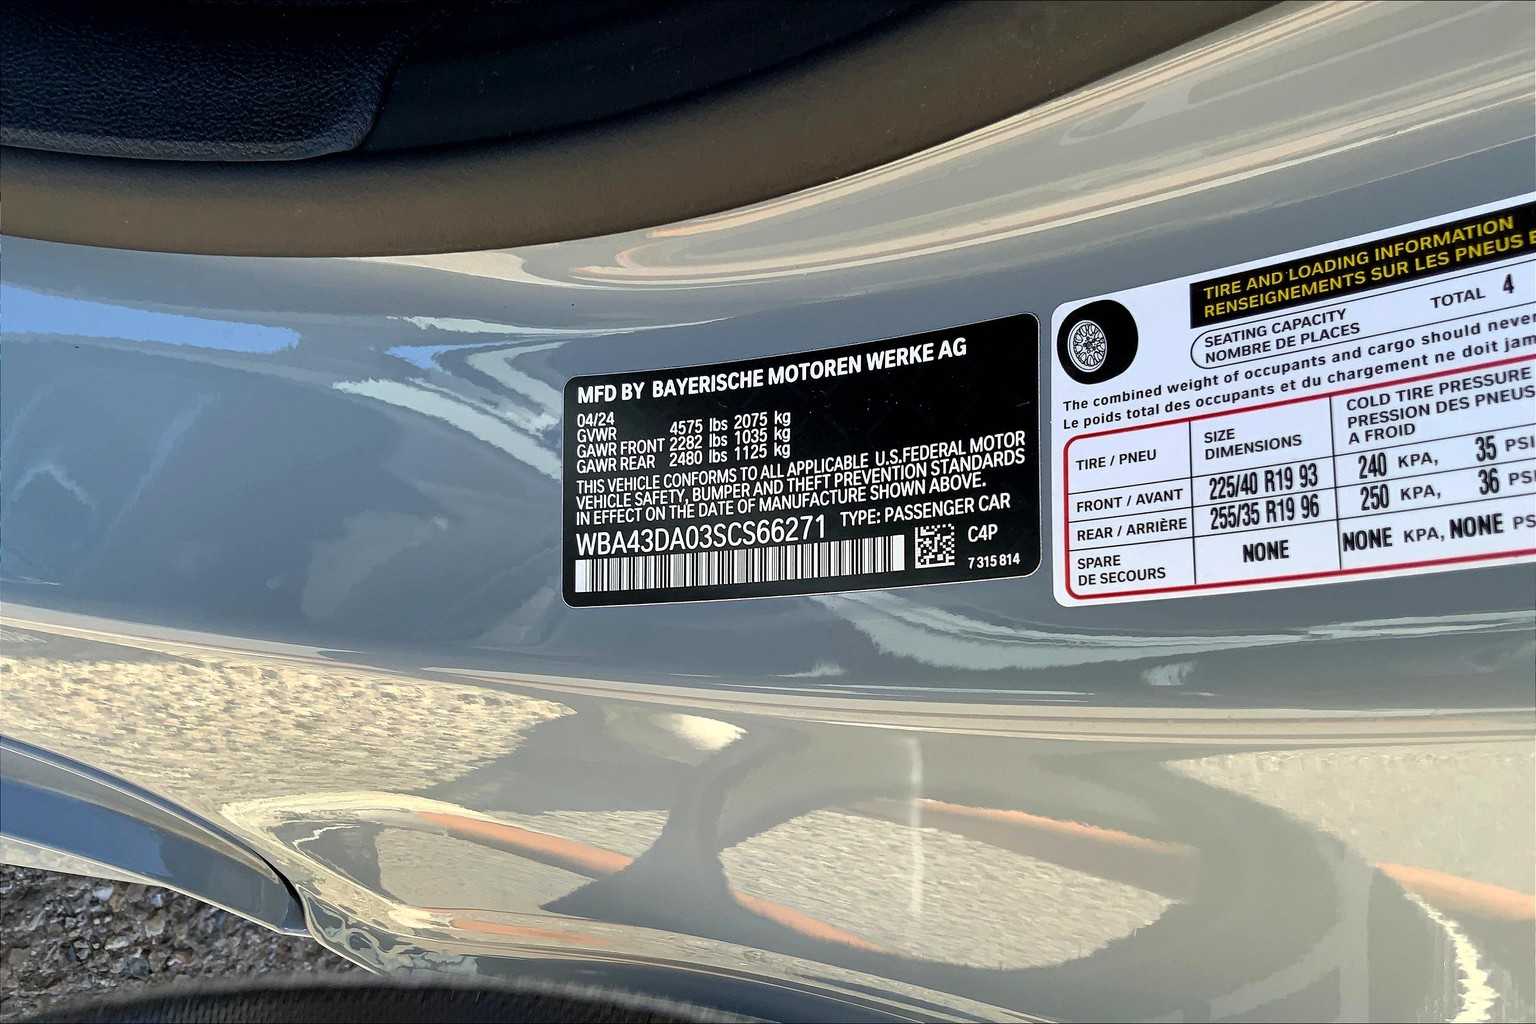 MFD BY BAYERISCHE MOTOREN WERKE AG
04/24
GVWR 4575 lbs 2075 kg
GAWR FRONT 2282 lbs 1035 kg
GAWR REAR 2480 lbs 1125 kg
THIS VEHICLE CONFORMS TO ALL APPLICABLE U.S.FEDERAL MOTOR
VEHICLE SAFETY, BUMPER AND THEFT PREVENTION STANDARDS
IN EFFECT ON THE DATE OF MANUFACTURE SHOWN ABOVE.
WBA43DA03SCS66271 TYPE: PASSENGER CAR
C4P
7 315 814
TIRE AND LOADING INFORMATION
RENSEIGNEMENTS SUR LES PNEUS
SEATING CAPACITY
NOMBRE DE PLACES
TOTAL 4
The combined weight of occupants and cargo should never
Le poids total des occupants et du chargement ne doit jam
TIRE / PNEU
SIZE
DIMENSIONS
COLD TIRE PRESSURE
PRESSION DES PNEUS
A FROID
FRONT / AVANT 225/40 R19 93 240 KPA, 35 PSI
REAR / ARRIÈRE 255/35 R19 96 250 KPA, 36 PSI
SPARE
DE SECOURS
NONE NONE KPA, NONE PS